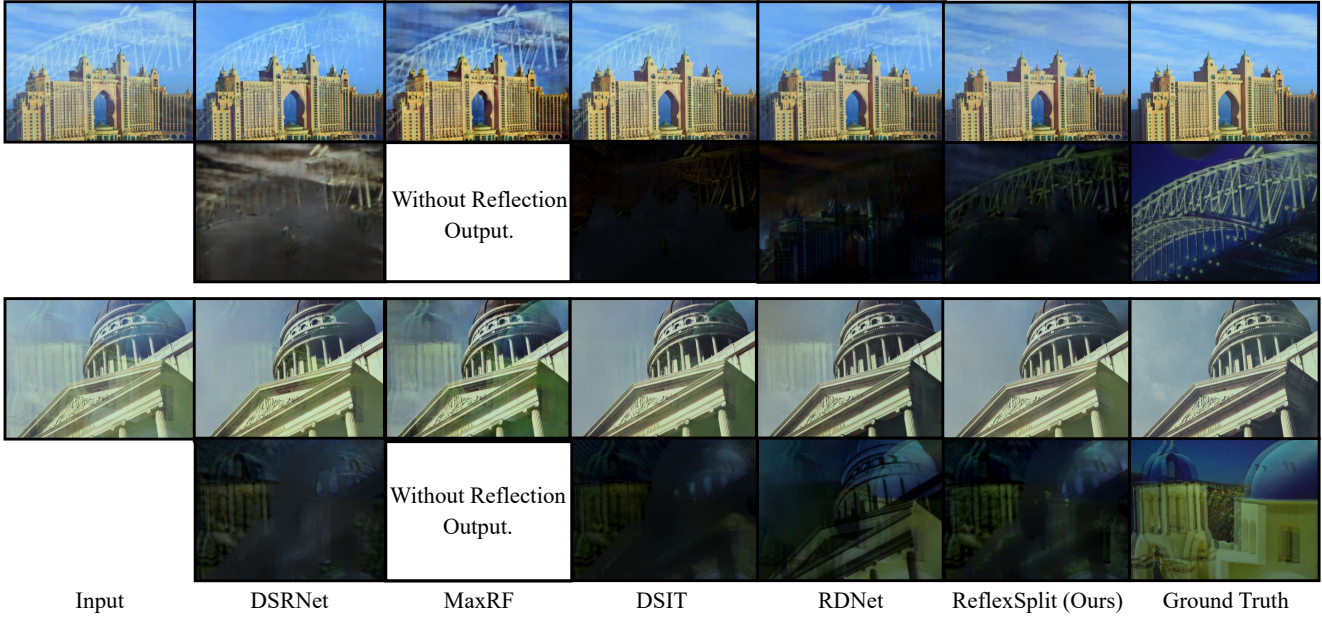 Without Reflection
Output.
Without Reflection
Output.
Input DSRNet MaxRF DSIT RDNet ReflexSplit (Ours) Ground Truth